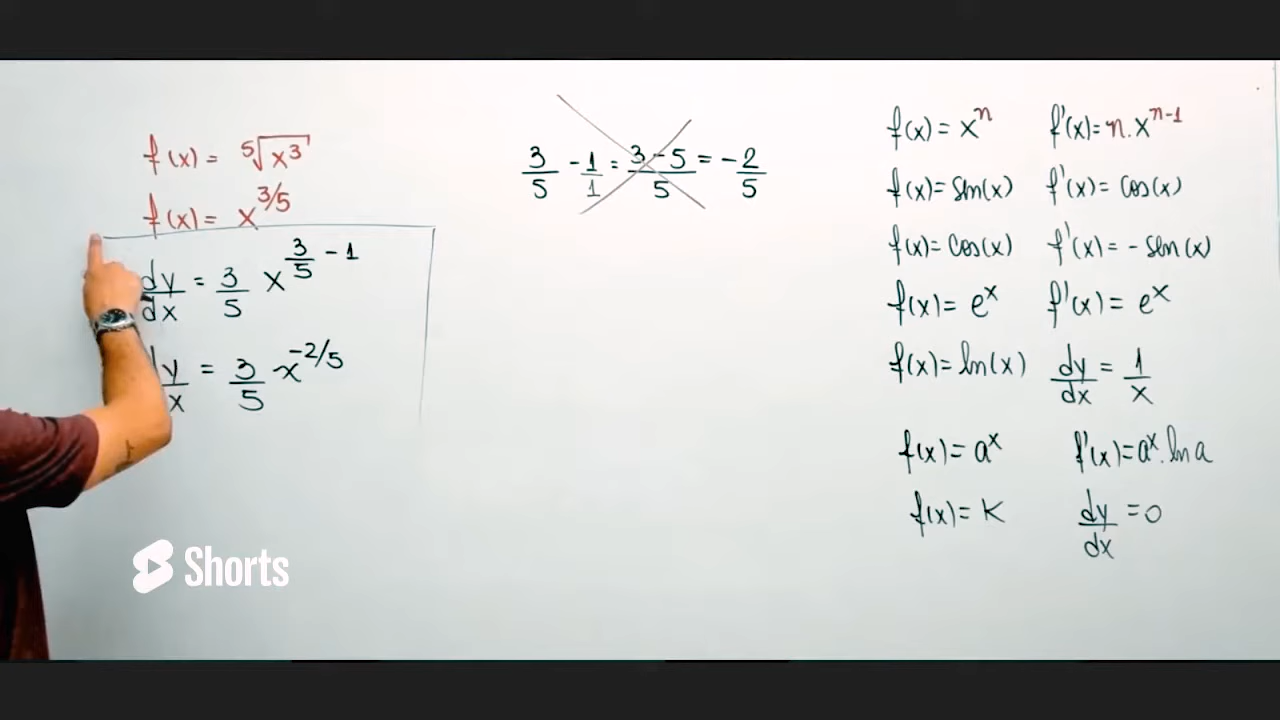 f(x) = ⁵√x³
f(x) = x^3/5
dy/dx = 3/5 x^3/5 - 1
dy/dx = 3/5 x^-2/5
3/5 - 1/1 = 3-5/5 = -2/5
f(x) = x^n f'(x) = n.x^n-1
f(x) = sen(x) f'(x) = cos(x)
f(x) = cos(x) f'(x) = - sen(x)
f(x) = e^x f'(x) = e^x
f(x) = ln(x) dy/dx = 1/x
f(x) = a^x f'(x) = a^x.ln a
f(x) = K dy/dx = 0
Shorts